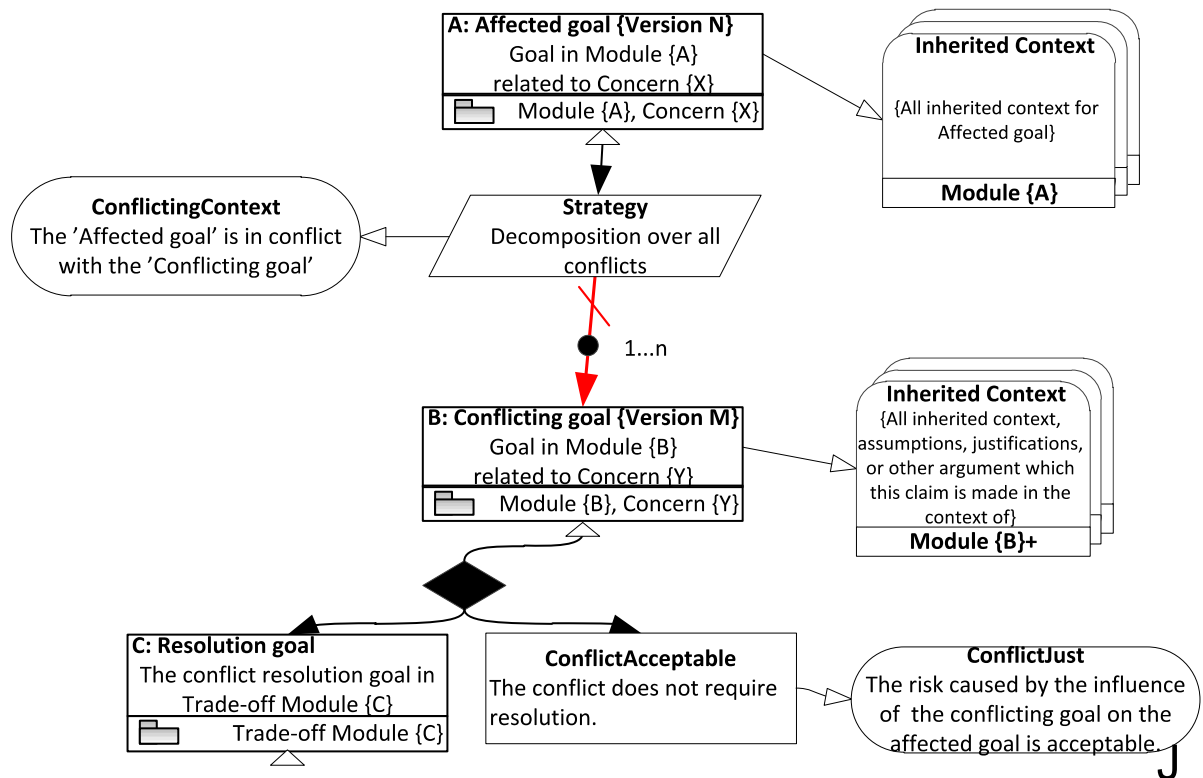 A: Affected goal {Version N}
Goal in Module {A}
related to Concern {X}
Module {A}, Concern {X}
Inherited Context
{All inherited context for
Affected goal}
Module {A}
ConflictingContext
The ’Affected goal’ is in conflict
with the ’Conflicting goal’
Strategy
Decomposition over all
conflicts
1...n
B: Conflicting goal {Version M}
Goal in Module {B}
related to Concern {Y}
Module {B}, Concern {Y}
Inherited Context
{All inherited context,
assumptions, justifications,
or other argument which
this claim is made in the
context of}
Module {B}+
C: Resolution goal
The conflict resolution goal in
Trade-off Module {C}
Trade-off Module {C}
ConflictAcceptable
The conflict does not require
resolution.
ConflictJust
The risk caused by the influence
of the conflicting goal on the
affected goal is acceptable.
J